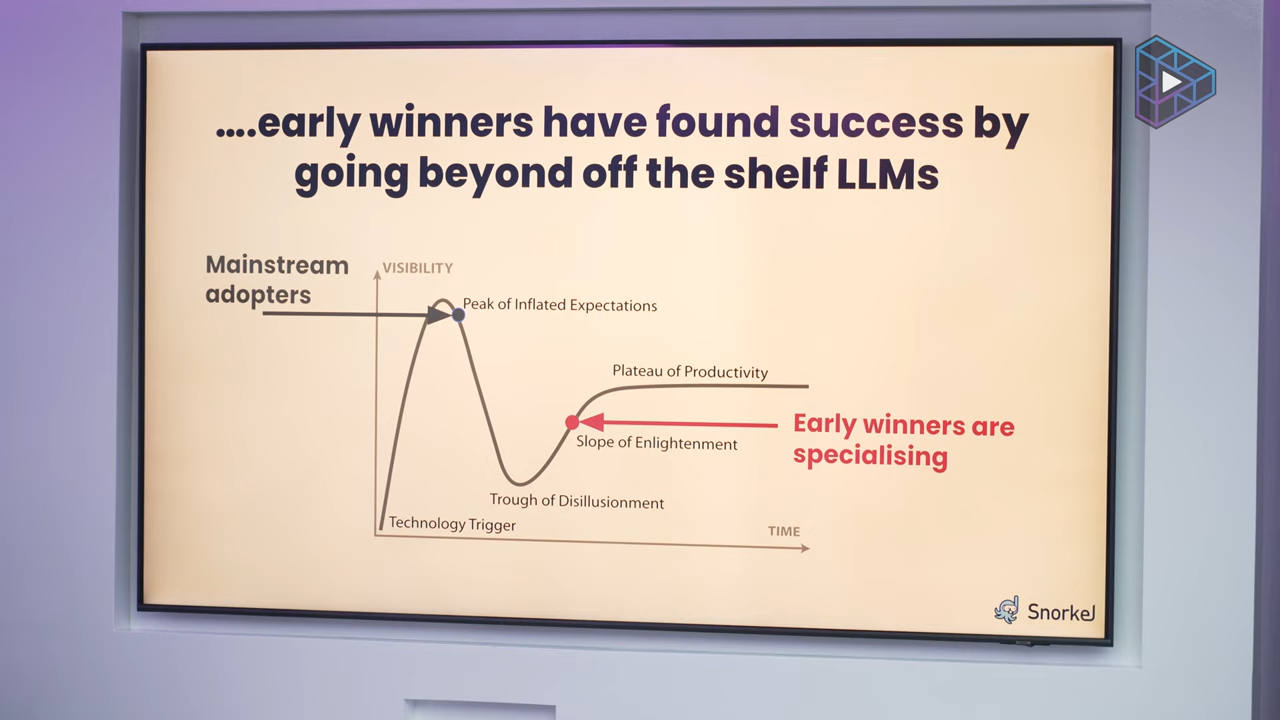 ....early winners have found success by
going beyond off the shelf LLMs
Mainstream
adopters
VISIBILITY
Peak of Inflated Expectations
Plateau of Productivity
Early winners are
specialising
Slope of Enlightenment
Trough of Disillusionment
Technology Trigger
TIME
Snorkel